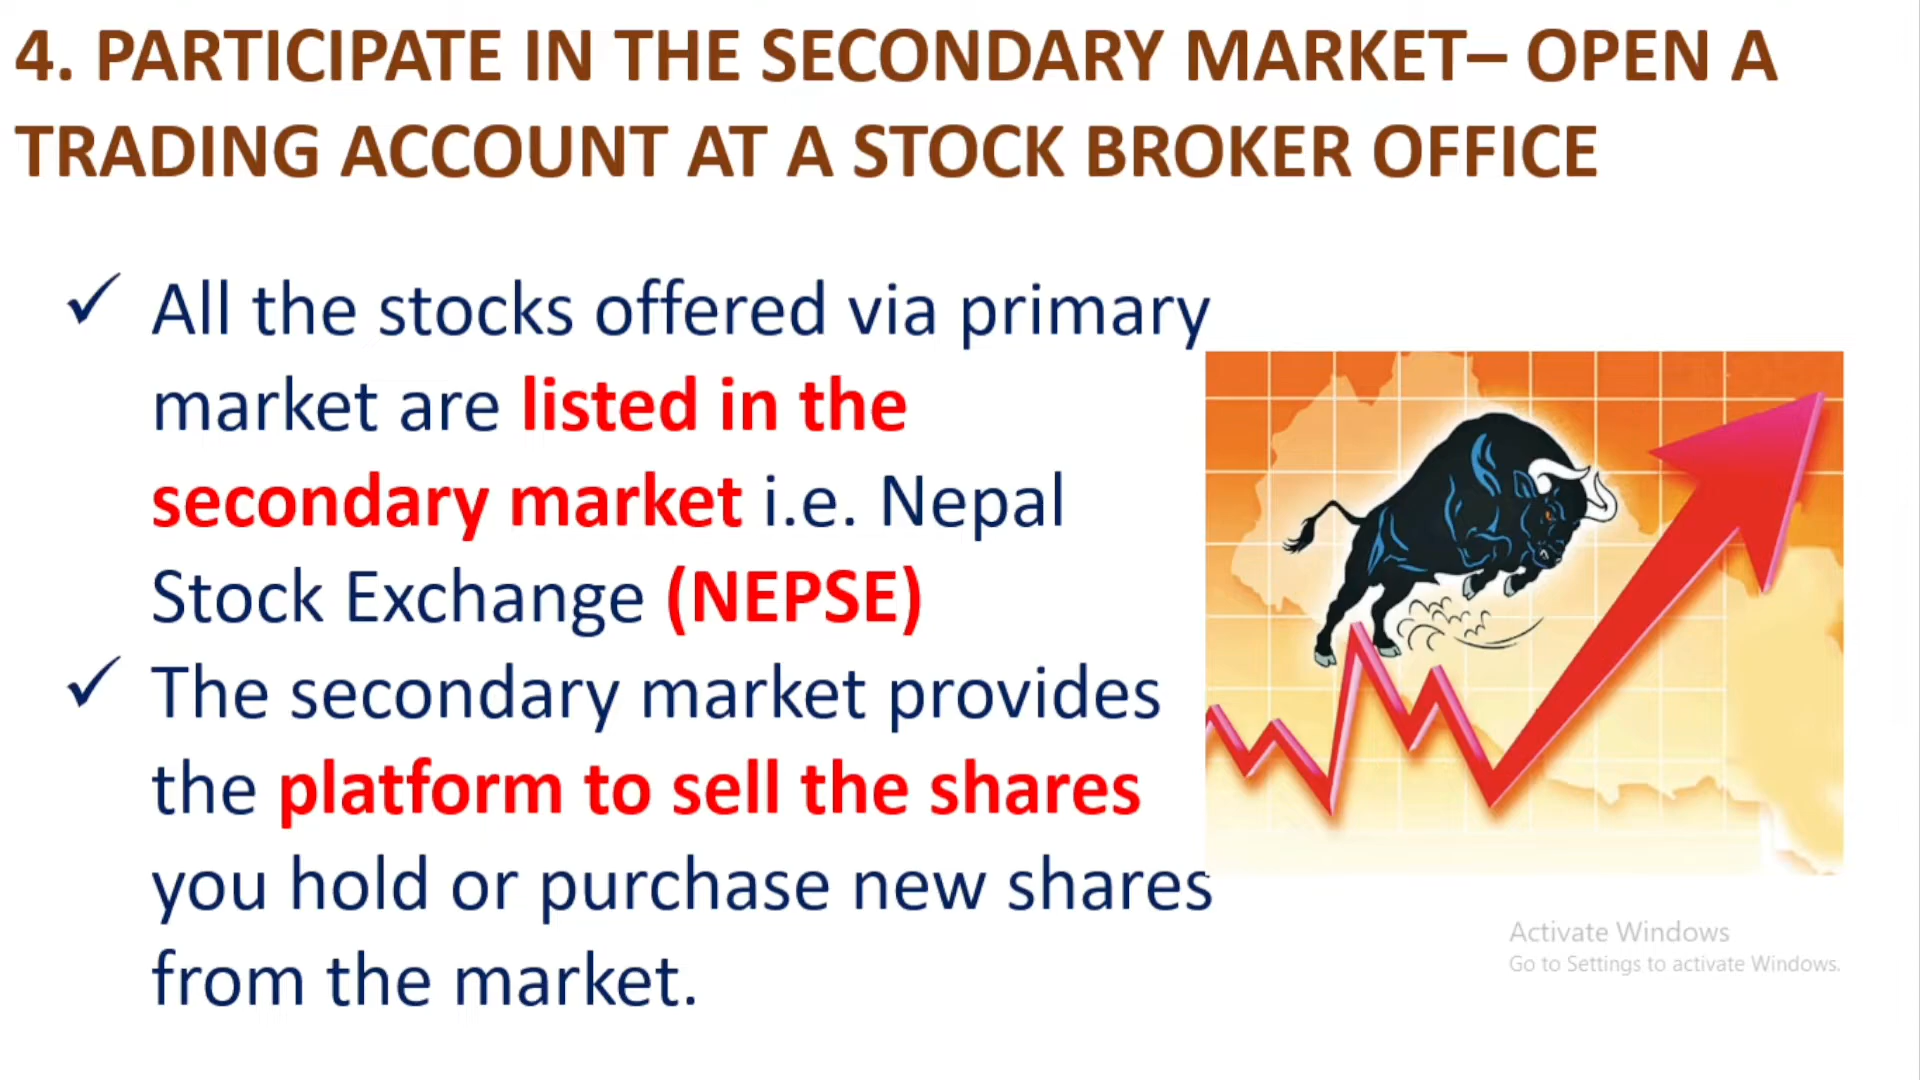 4. PARTICIPATE IN THE SECONDARY MARKET– OPEN A
TRADING ACCOUNT AT A STOCK BROKER OFFICE
✓ All the stocks offered via primary
market are listed in the
secondary market i.e. Nepal
Stock Exchange (NEPSE)
✓ The secondary market provides
the platform to sell the shares
you hold or purchase new shares
from the market.
Activate Windows
Go to Settings to activate Windows.